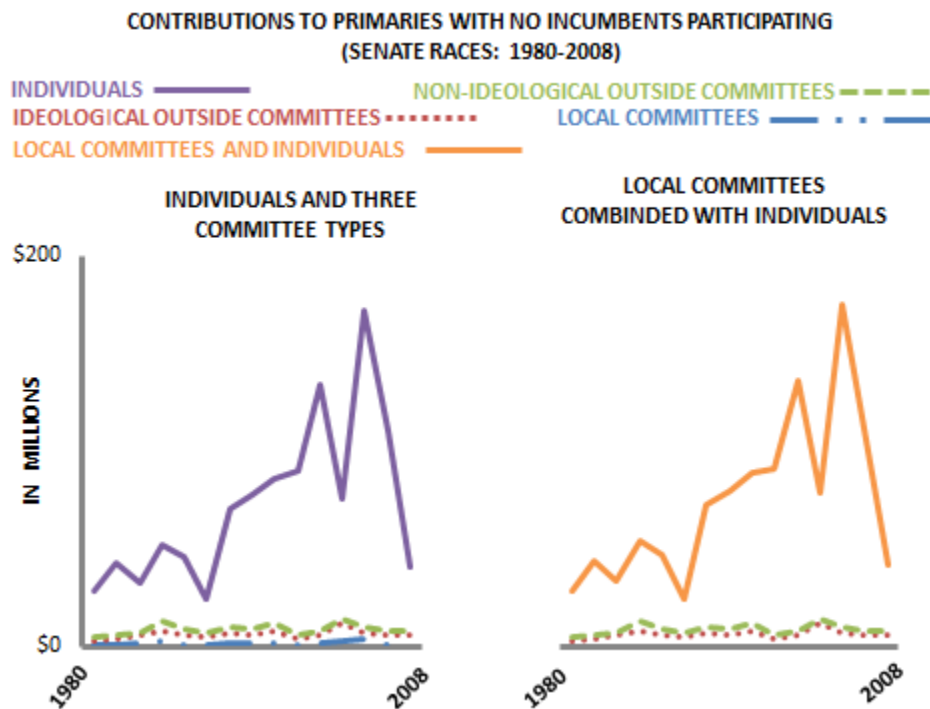 CONTRIBUTIONS TO PRIMARIES WITH NO INCUMBENTS PARTICIPATING
(SENATE RACES: 1980-2008)
INDIVIDUALS
NON-IDEOLOGICAL OUTSIDE COMMITTEES
IDEOLOGICAL OUTSIDE COMMITTEES
LOCAL COMMITTEES
LOCAL COMMITTEES AND INDIVIDUALS
INDIVIDUALS AND THREE
COMMITTEE TYPES
LOCAL COMMITTEES
COMBINDED WITH INDIVIDUALS
$200
IN MILLIONS
$0
1980
2008
1980
2008